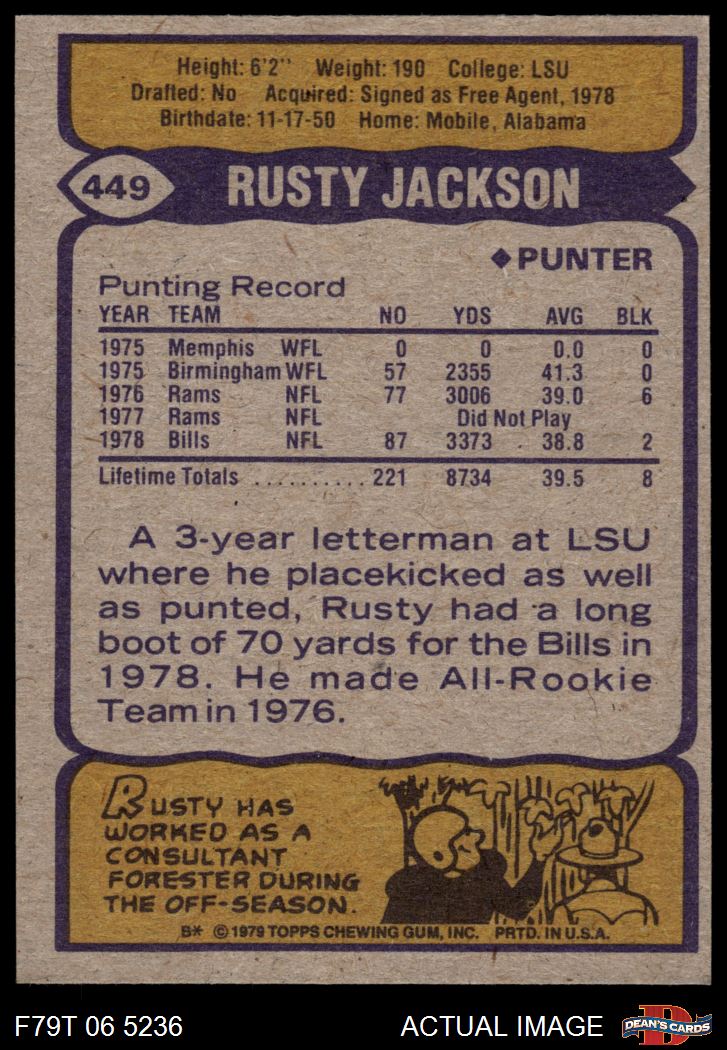 Height: 6'2" Weight: 190 College: LSU
Drafted: No Acquired: Signed as Free Agent, 1978
Birthdate: 11-17-50 Home: Mobile, Alabama
449 RUSTY JACKSON
◆PUNTER
Punting Record
YEAR TEAM NO YDS AVG BLK
1975 Memphis WFL 0 0 0.0 0
1975 Birmingham WFL 57 2355 41.3 0
1976 Rams NFL 77 3006 39.0 6
1977 Rams NFL Did Not Play
1978 Bills NFL 87 3373 38.8 2
Lifetime Totals .......... 221 8734 39.5 8
A 3-year letterman at LSU
where he placekicked as well
as punted, Rusty had a long
boot of 70 yards for the Bills in
1978. He made All-Rookie
Team in 1976.
RUSTY HAS
WORKED AS A
CONSULTANT
FORESTER DURING
THE OFF-SEASON.
B* © 1979 TOPPS CHEWING GUM, INC. PRTD. IN U.S.A.
F79T 06 5236 ACTUAL IMAGE D DEAN'S CARDS